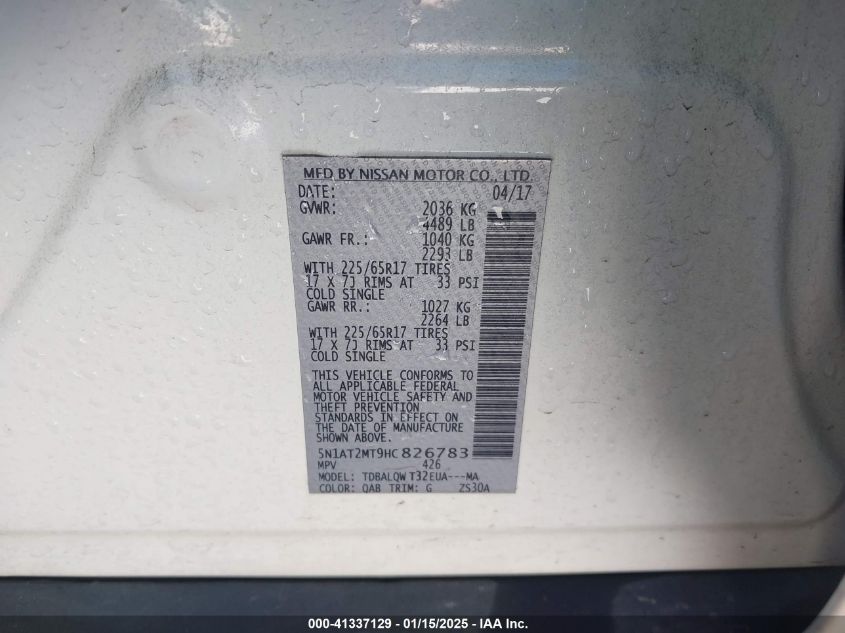 MFD BY NISSAN MOTOR CO., LTD.
DATE: 04/17
GVWR: 2036 KG
4489 LB
GAWR FR.: 1040 KG
2293 LB
WITH 225/65R17 TIRES
17 X 7J RIMS AT 33 PSI
COLD SINGLE
GAWR RR.: 1027 KG
2264 LB
WITH 225/65R17 TIRES
17 X 7J RIMS AT 33 PSI
COLD SINGLE
THIS VEHICLE CONFORMS TO
ALL APPLICABLE FEDERAL
MOTOR VEHICLE SAFETY AND
THEFT PREVENTION
STANDARDS IN EFFECT ON
THE DATE OF MANUFACTURE
SHOWN ABOVE.
5N1AT2MT9HC826783
MPV 426
MODEL: TDBALQW T32EUA---MA
COLOR: QAB TRIM: G ZS30A
000-41337129 - 01/15/2025 - IAA Inc.